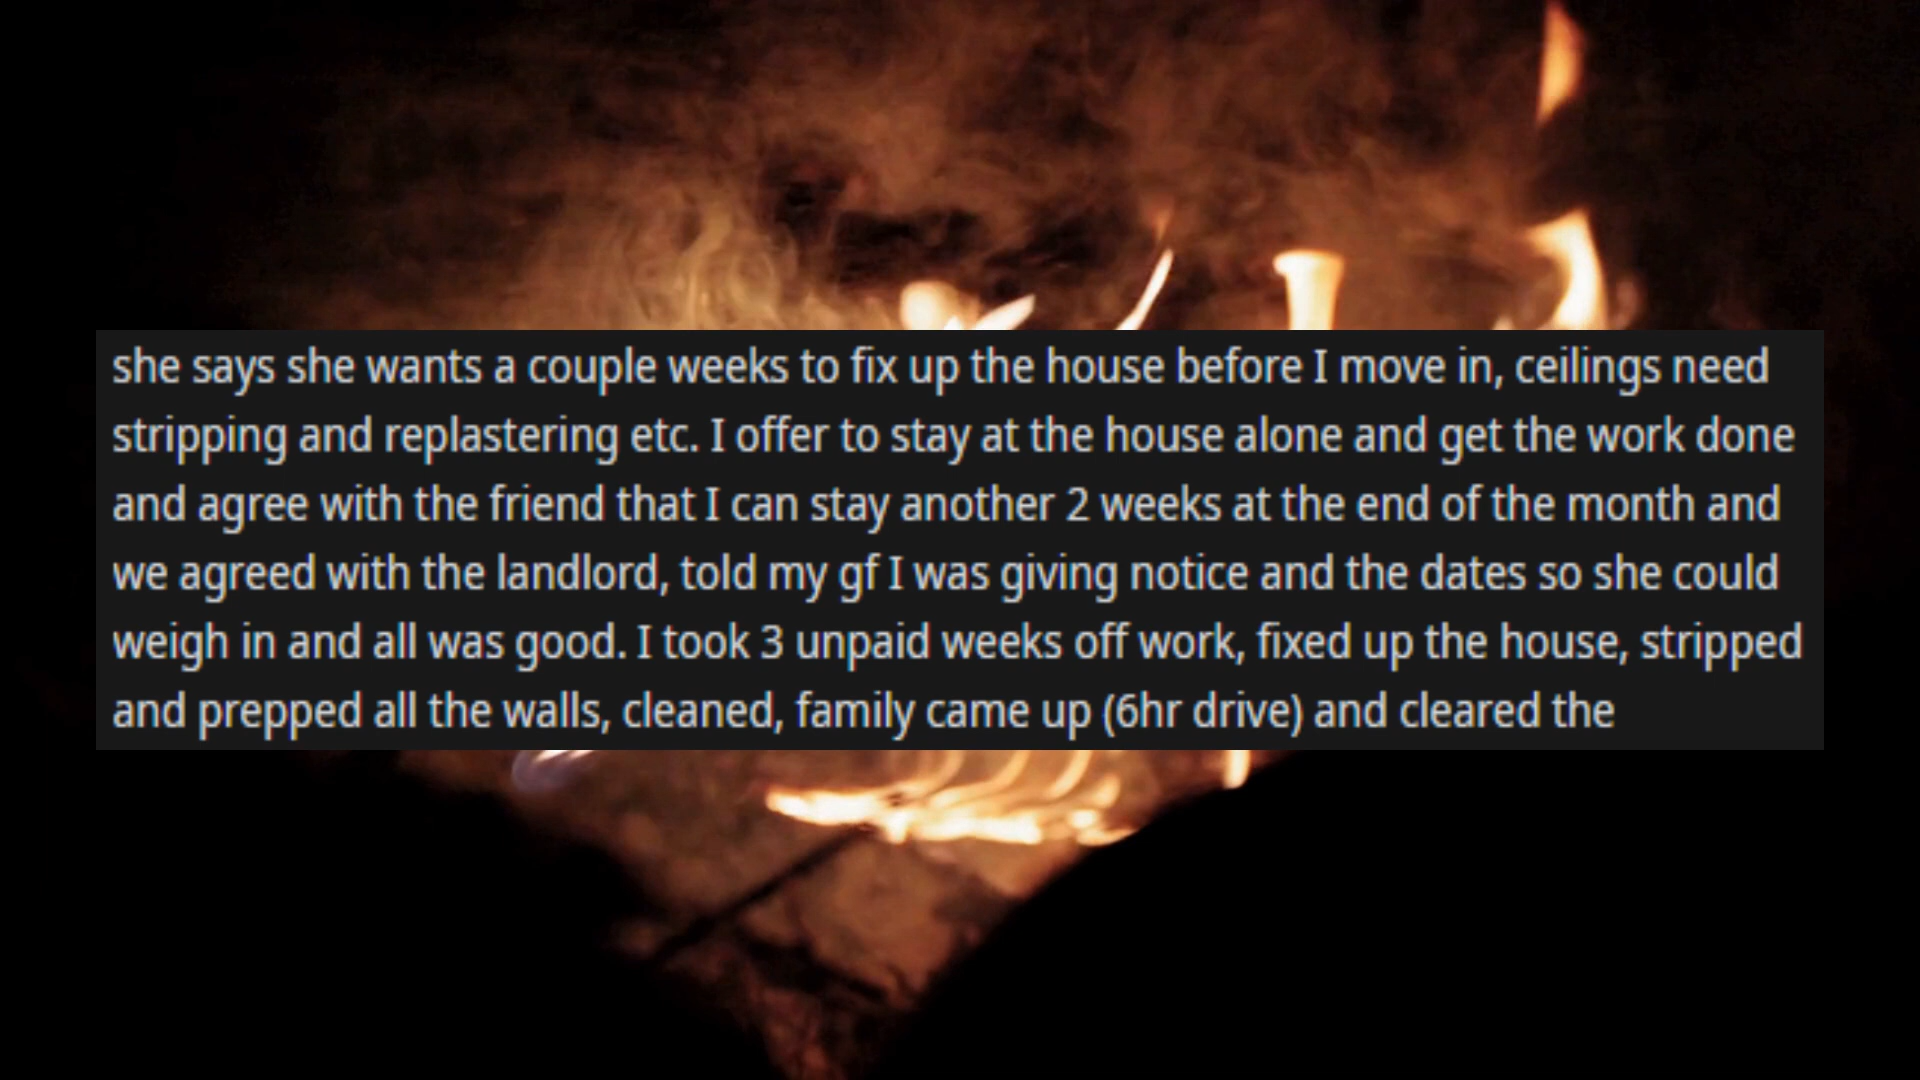 she says she wants a couple weeks to fix up the house before I move in, ceilings need
stripping and replastering etc. I offer to stay at the house alone and get the work done
and agree with the friend that I can stay another 2 weeks at the end of the month and
we agreed with the landlord, told my gf I was giving notice and the dates so she could
weigh in and all was good. I took 3 unpaid weeks off work, fixed up the house, stripped
and prepped all the walls, cleaned, family came up (6hr drive) and cleared the